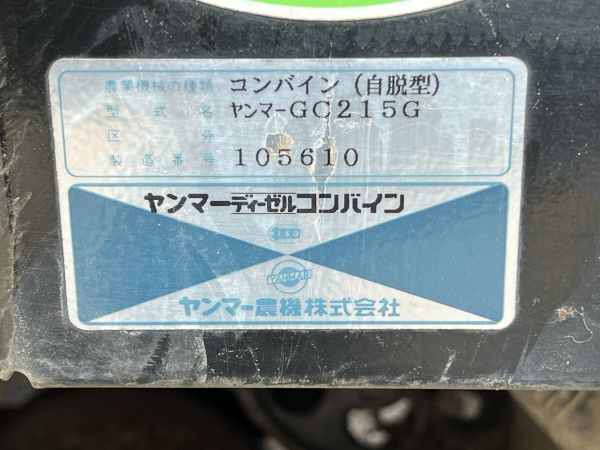 農業機械の種類 コンバイン（自脱型）
型式名 ヤンマーGC215G
区分
製造番号 105610
ヤンマーディーゼルコンバイン
ISO
YANMAR
ヤンマー農機株式会社